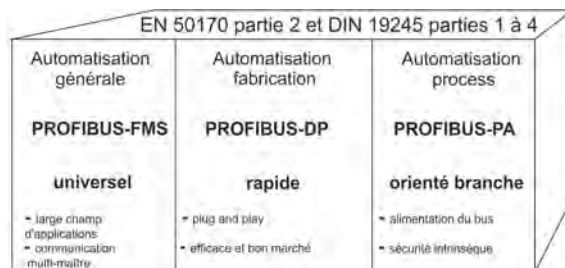 EN 50170 partie 2 et DIN 19245 parties 1 à 4
Automatisation
générale
PROFIBUS-FMS
universel
- large champ
d'applications
- communication
multi-maître
Automatisation
fabrication
PROFIBUS-DP
rapide
- plug and play
- efficace et bon marché
Automatisation
process
PROFIBUS-PA
orienté branche
- alimentation du bus
- sécurité intrinsèque